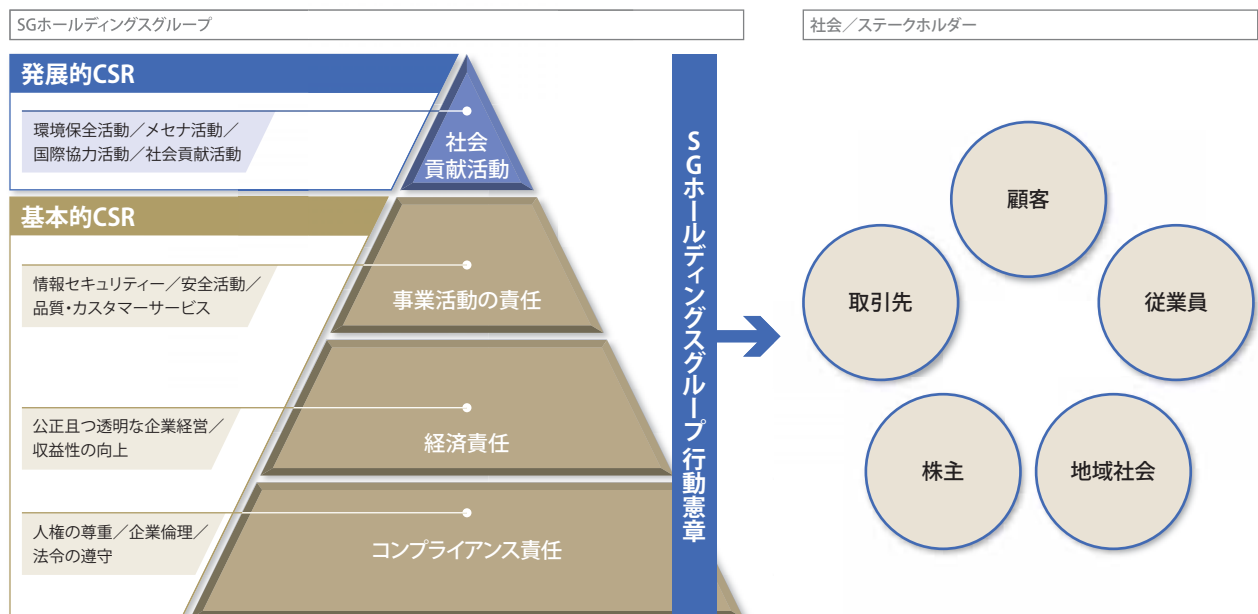 SGホールディングスグループ
発展的CSR
環境保全活動／メセナ活動／
国際協力活動／社会貢献活動
社会
貢献活動
基本的CSR
情報セキュリティー／安全活動／
品質・カスタマーサービス
事業活動の責任
公正且つ透明な企業経営／
収益性の向上
経済責任
人権の尊重／企業倫理／
法令の遵守
コンプライアンス責任
SGホールディングスグループ 行動憲章
社会／ステークホルダー
顧客
取引先
従業員
株主
地域社会